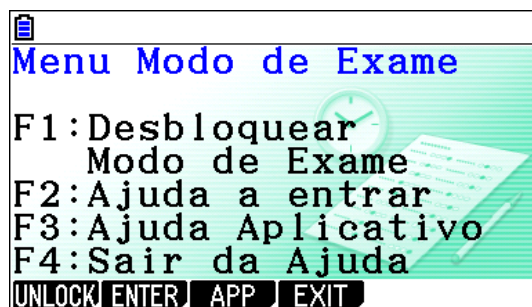 Menu Modo de Exame
F1:Desbloquear
Modo de Exame
F2:Ajuda a entrar
F3:Ajuda Aplicativo
F4:Sair da Ajuda
UNLOCK ENTER APP EXIT